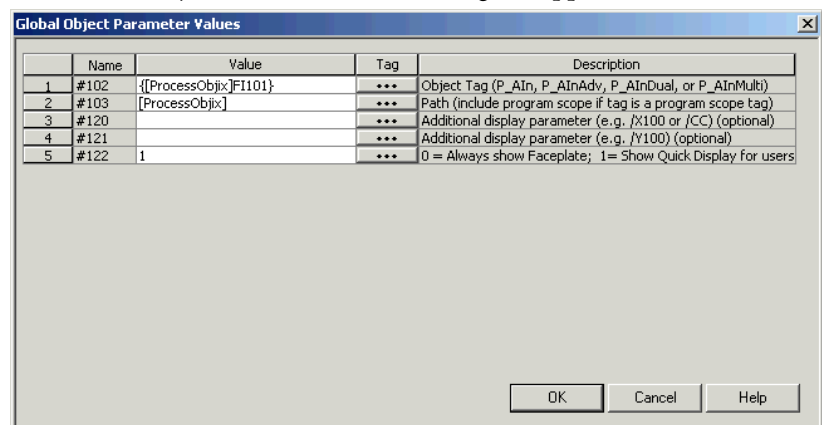 Global Object Parameter Values
Name Value Tag Description
1 #102 {[ProcessObjix]FI101} ••• Object Tag (P_AIn, P_AInAdv, P_AInDual, or P_AInMulti)
2 #103 [ProcessObjix] ••• Path (include program scope if tag is a program scope tag)
3 #120 ••• Additional display parameter (e.g. /X100 or /CC) (optional)
4 #121 ••• Additional display parameter (e.g. /Y100) (optional)
5 #122 1 ••• 0 = Always show Faceplate; 1= Show Quick Display for users
OK Cancel Help